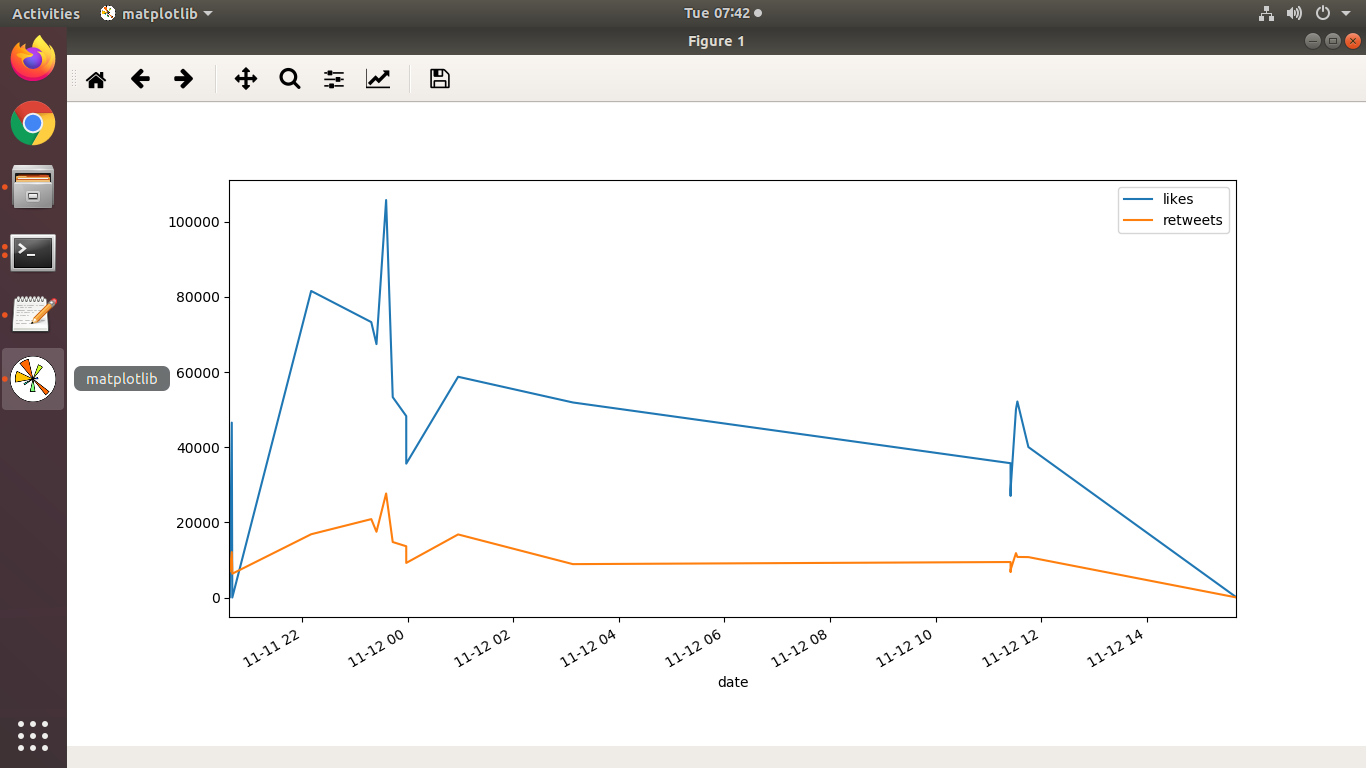 Activities matplotlib Tue 07:42
Figure 1
likes
retweets
100000
80000
60000
40000
20000
0
matplotlib
11-11 22 11-12 00 11-12 02 11-12 04 11-12 06 11-12 08 11-12 10 11-12 12 11-12 14
date